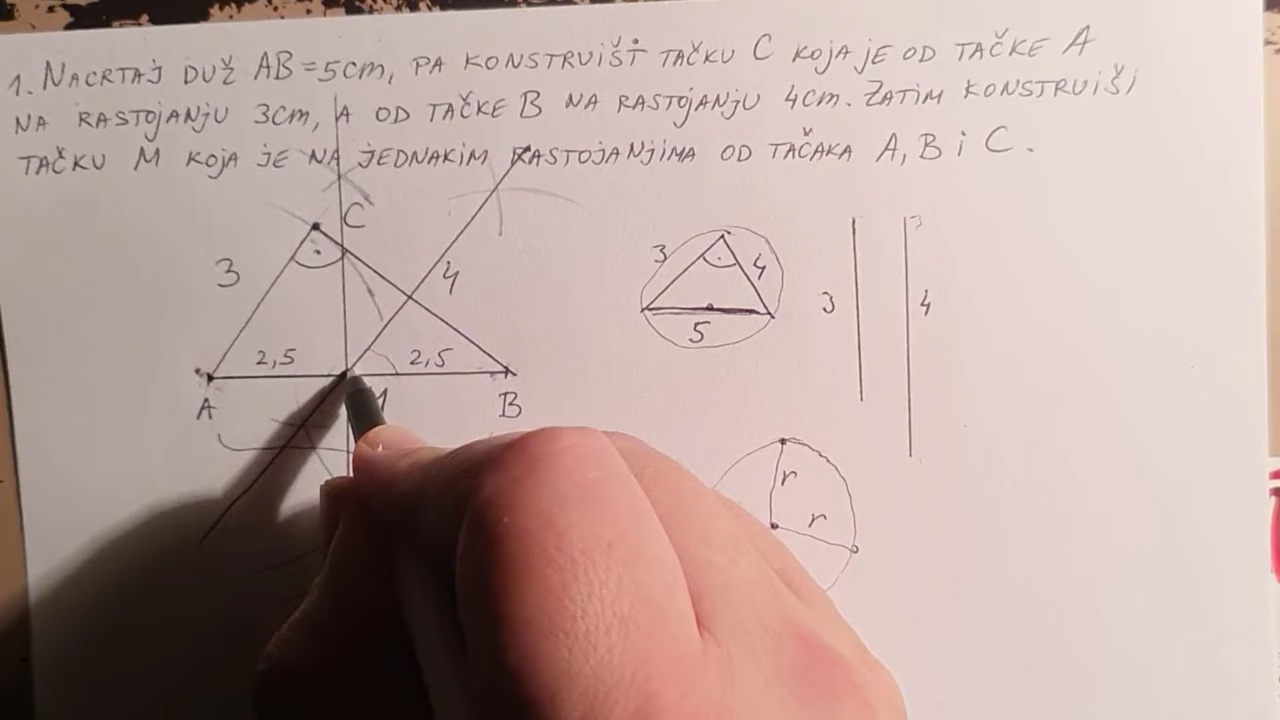 1. NACRTAJ DUŽ AB=5cm, PA KONSTRUIŠI TAČKU C KOJA JE OD TAČKE A
NA RASTOJANJU 3cm, A OD TAČKE B NA RASTOJANJU 4cm. ZATIM KONSTRUIŠI
TAČKU M KOJA JE NA JEDNAKIM RASTOJANJIMA OD TAČAKA A, B i C.
C
3
4
2,5
2,5
A
B
3
4
5
3
3
4
r
r